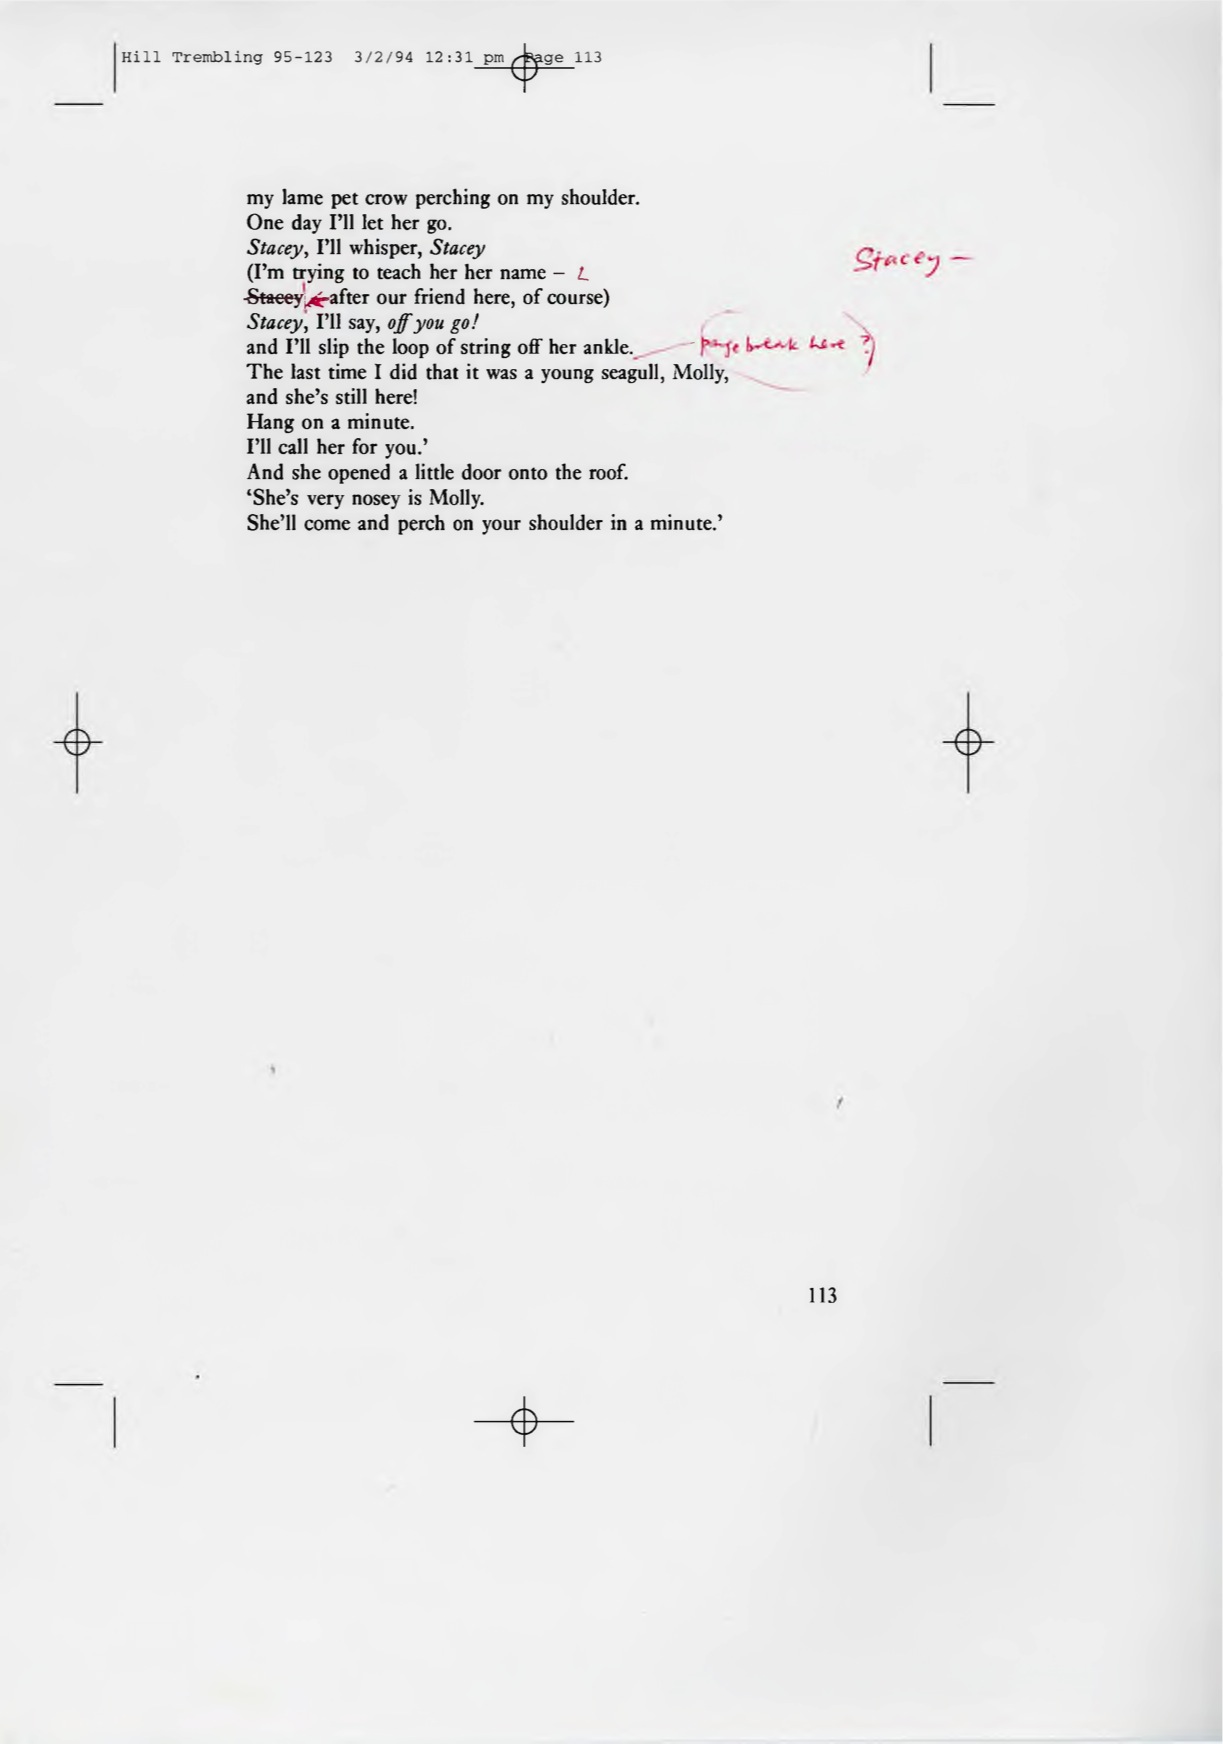 Hill Trembling 95-123  3/2/94 12:31 pm  Page 113
my lame pet crow perching on my shoulder.
One day I’ll let her go.
Stacey, I’ll whisper, Stacey
Stacey –
(I’m trying to teach her her name –
Stacey – after our friend here, of course)
Stacey, I’ll say, off you go!
and I’ll slip the loop of string off her ankle.
(page break here ?)
The last time I did that it was a young seagull, Molly,
and she’s still here!
Hang on a minute.
I’ll call her for you.’
And she opened a little door onto the roof.
‘She’s very nosey is Molly.
She’ll come and perch on your shoulder in a minute.’
113